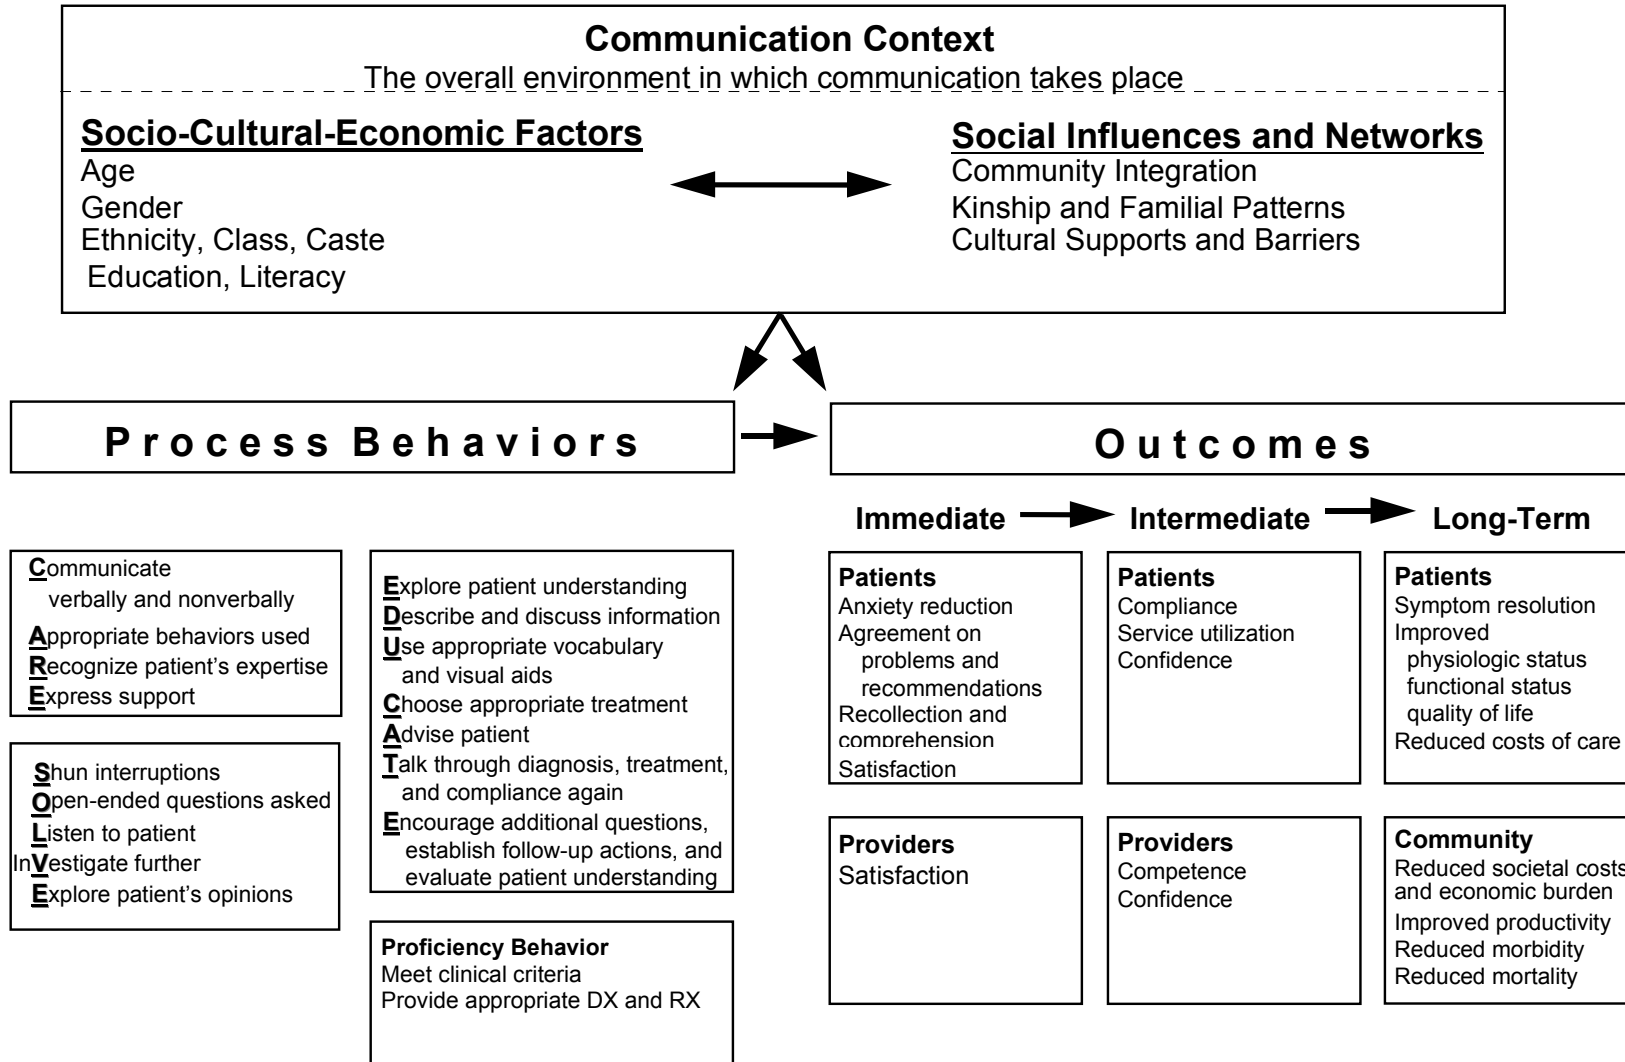 Communication Context
The overall environment in which communication takes place
Socio-Cultural-Economic Factors
Age
Gender
Ethnicity, Class, Caste
Education, Literacy
Social Influences and Networks
Community Integration
Kinship and Familial Patterns
Cultural Supports and Barriers
Process Behaviors
Communicate
verbally and nonverbally
Appropriate behaviors used
Recognize patient's expertise
Express support
Shun interruptions
Open-ended questions asked
Listen to patient
InVestigate further
Explore patient's opinions
Explore patient understanding
Describe and discuss information
Use appropriate vocabulary
and visual aids
Choose appropriate treatment
Advise patient
Talk through diagnosis, treatment,
and compliance again
Encourage additional questions,
establish follow-up actions, and
evaluate patient understanding
Proficiency Behavior
Meet clinical criteria
Provide appropriate DX and RX
Outcomes
Immediate
Intermediate
Long-Term
Patients
Anxiety reduction
Agreement on
problems and
recommendations
Recollection and
comprehension
Satisfaction
Patients
Compliance
Service utilization
Confidence
Patients
Symptom resolution
Improved
physiologic status
functional status
quality of life
Reduced costs of care
Providers
Satisfaction
Providers
Competence
Confidence
Community
Reduced societal costs
and economic burden
Improved productivity
Reduced morbidity
Reduced mortality